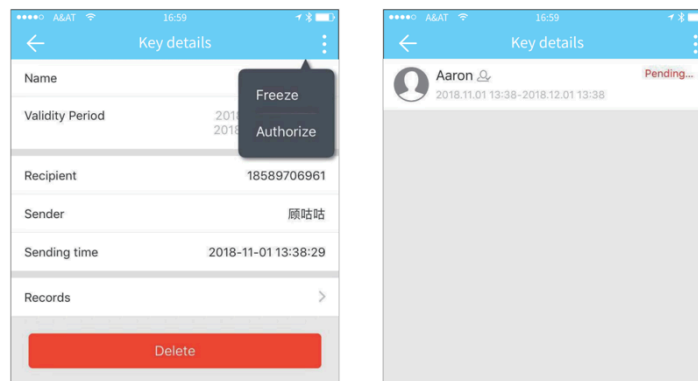 A&AT 16:59
Key details
Name
Freeze
Validity Period 201
201
Authorize
Recipient 18589706961
Sender 顾咕咕
Sending time 2018-11-01 13:38:29
Records
Delete
A&AT 16:59
Key details
Aaron Pending...
2018.11.01 13:38-2018.12.01 13:38